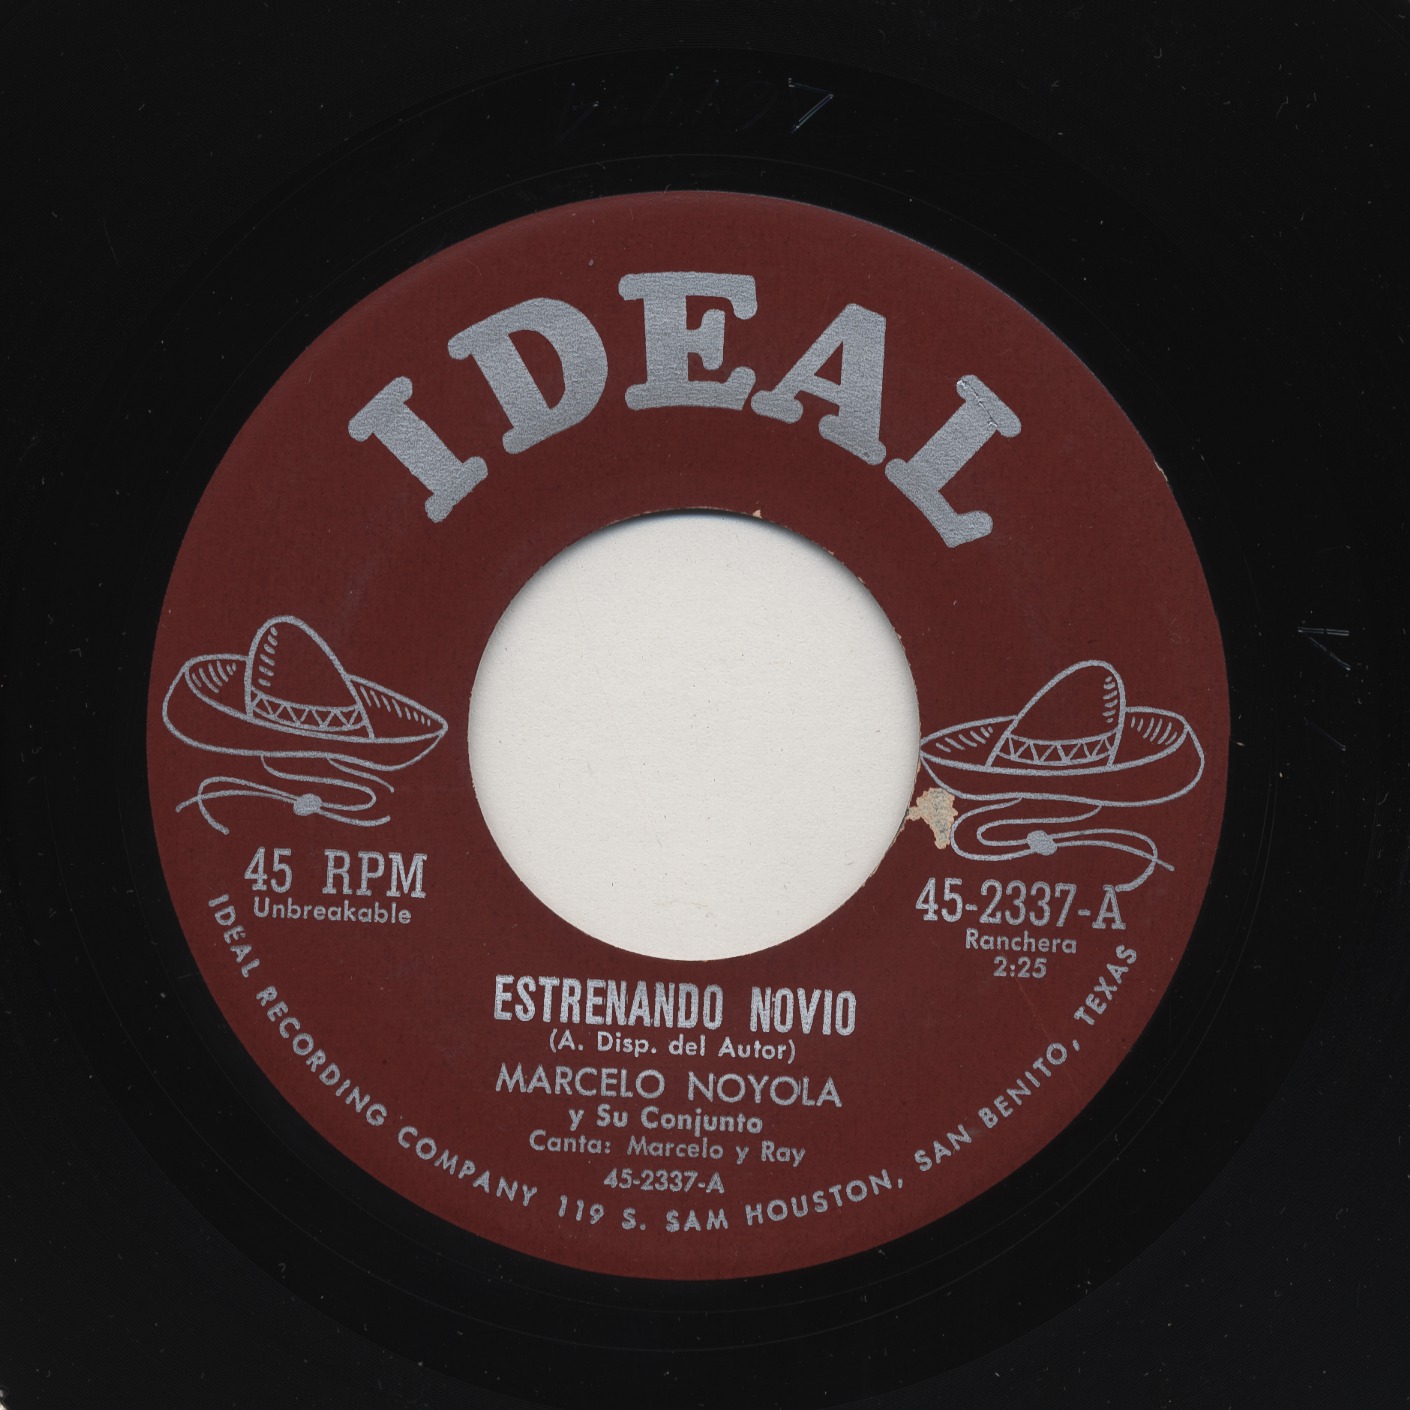 IDEAL
45 RPM
Unbreakable
45-2337-A
Ranchera
2:25
ESTRENANDO NOVIO
(A. Disp. del Autor)
MARCELO NOYOLA
y Su Conjunto
Canta: Marcelo y Ray
45-2337-A
IDEAL RECORDING COMPANY 119 S. SAM HOUSTON, SAN BENITO, TEXAS